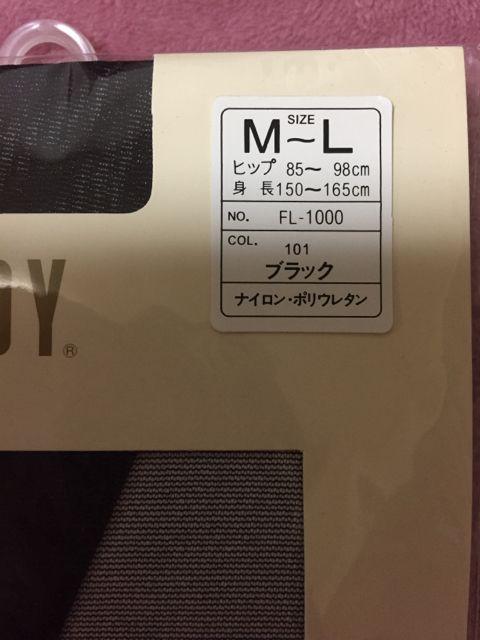 SIZE
M～L
ヒップ 85～ 98cm
身 長150～165cm
NO. FL-1000
COL. 101
ブラック
ナイロン・ポリウレタン
DY®